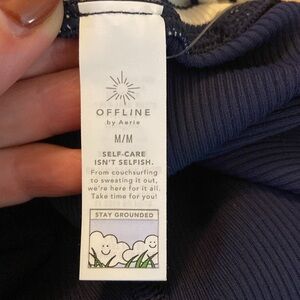 OFFLINE
by Aerie
M/M
SELF-CARE
ISN'T SELFISH.
From couchsurfing
to sweating it out,
we're here for it all.
Take time for you!
STAY GROUNDED